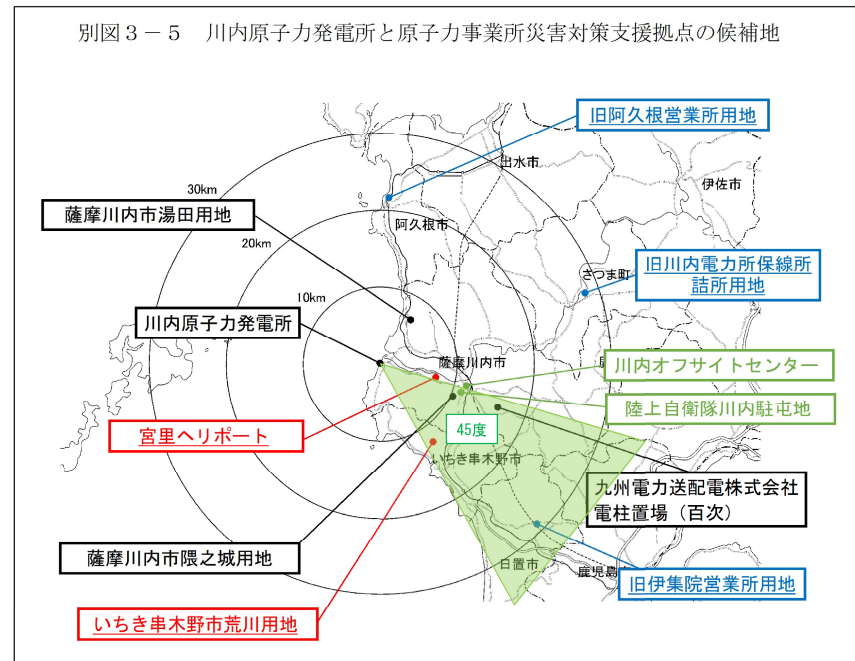 別図3-5 川内原子力発電所と原子力事業所災害対策支援拠点の候補地
旧阿久根営業所用地
出水市
伊佐市
30km
薩摩川内市湯田用地
阿久根市
20km
旧川内電力所保線所
詰所用地
さつま町
10km
川内原子力発電所
薩摩川内市
川内オフサイトセンター
陸上自衛隊川内駐屯地
宮里ヘリポート
45度
いちき串木野市
九州電力送配電株式会社
電柱置場(百次)
薩摩川内市隈之城用地
日置市
鹿児島
旧伊集院営業所用地
いちき串木野市荒川用地